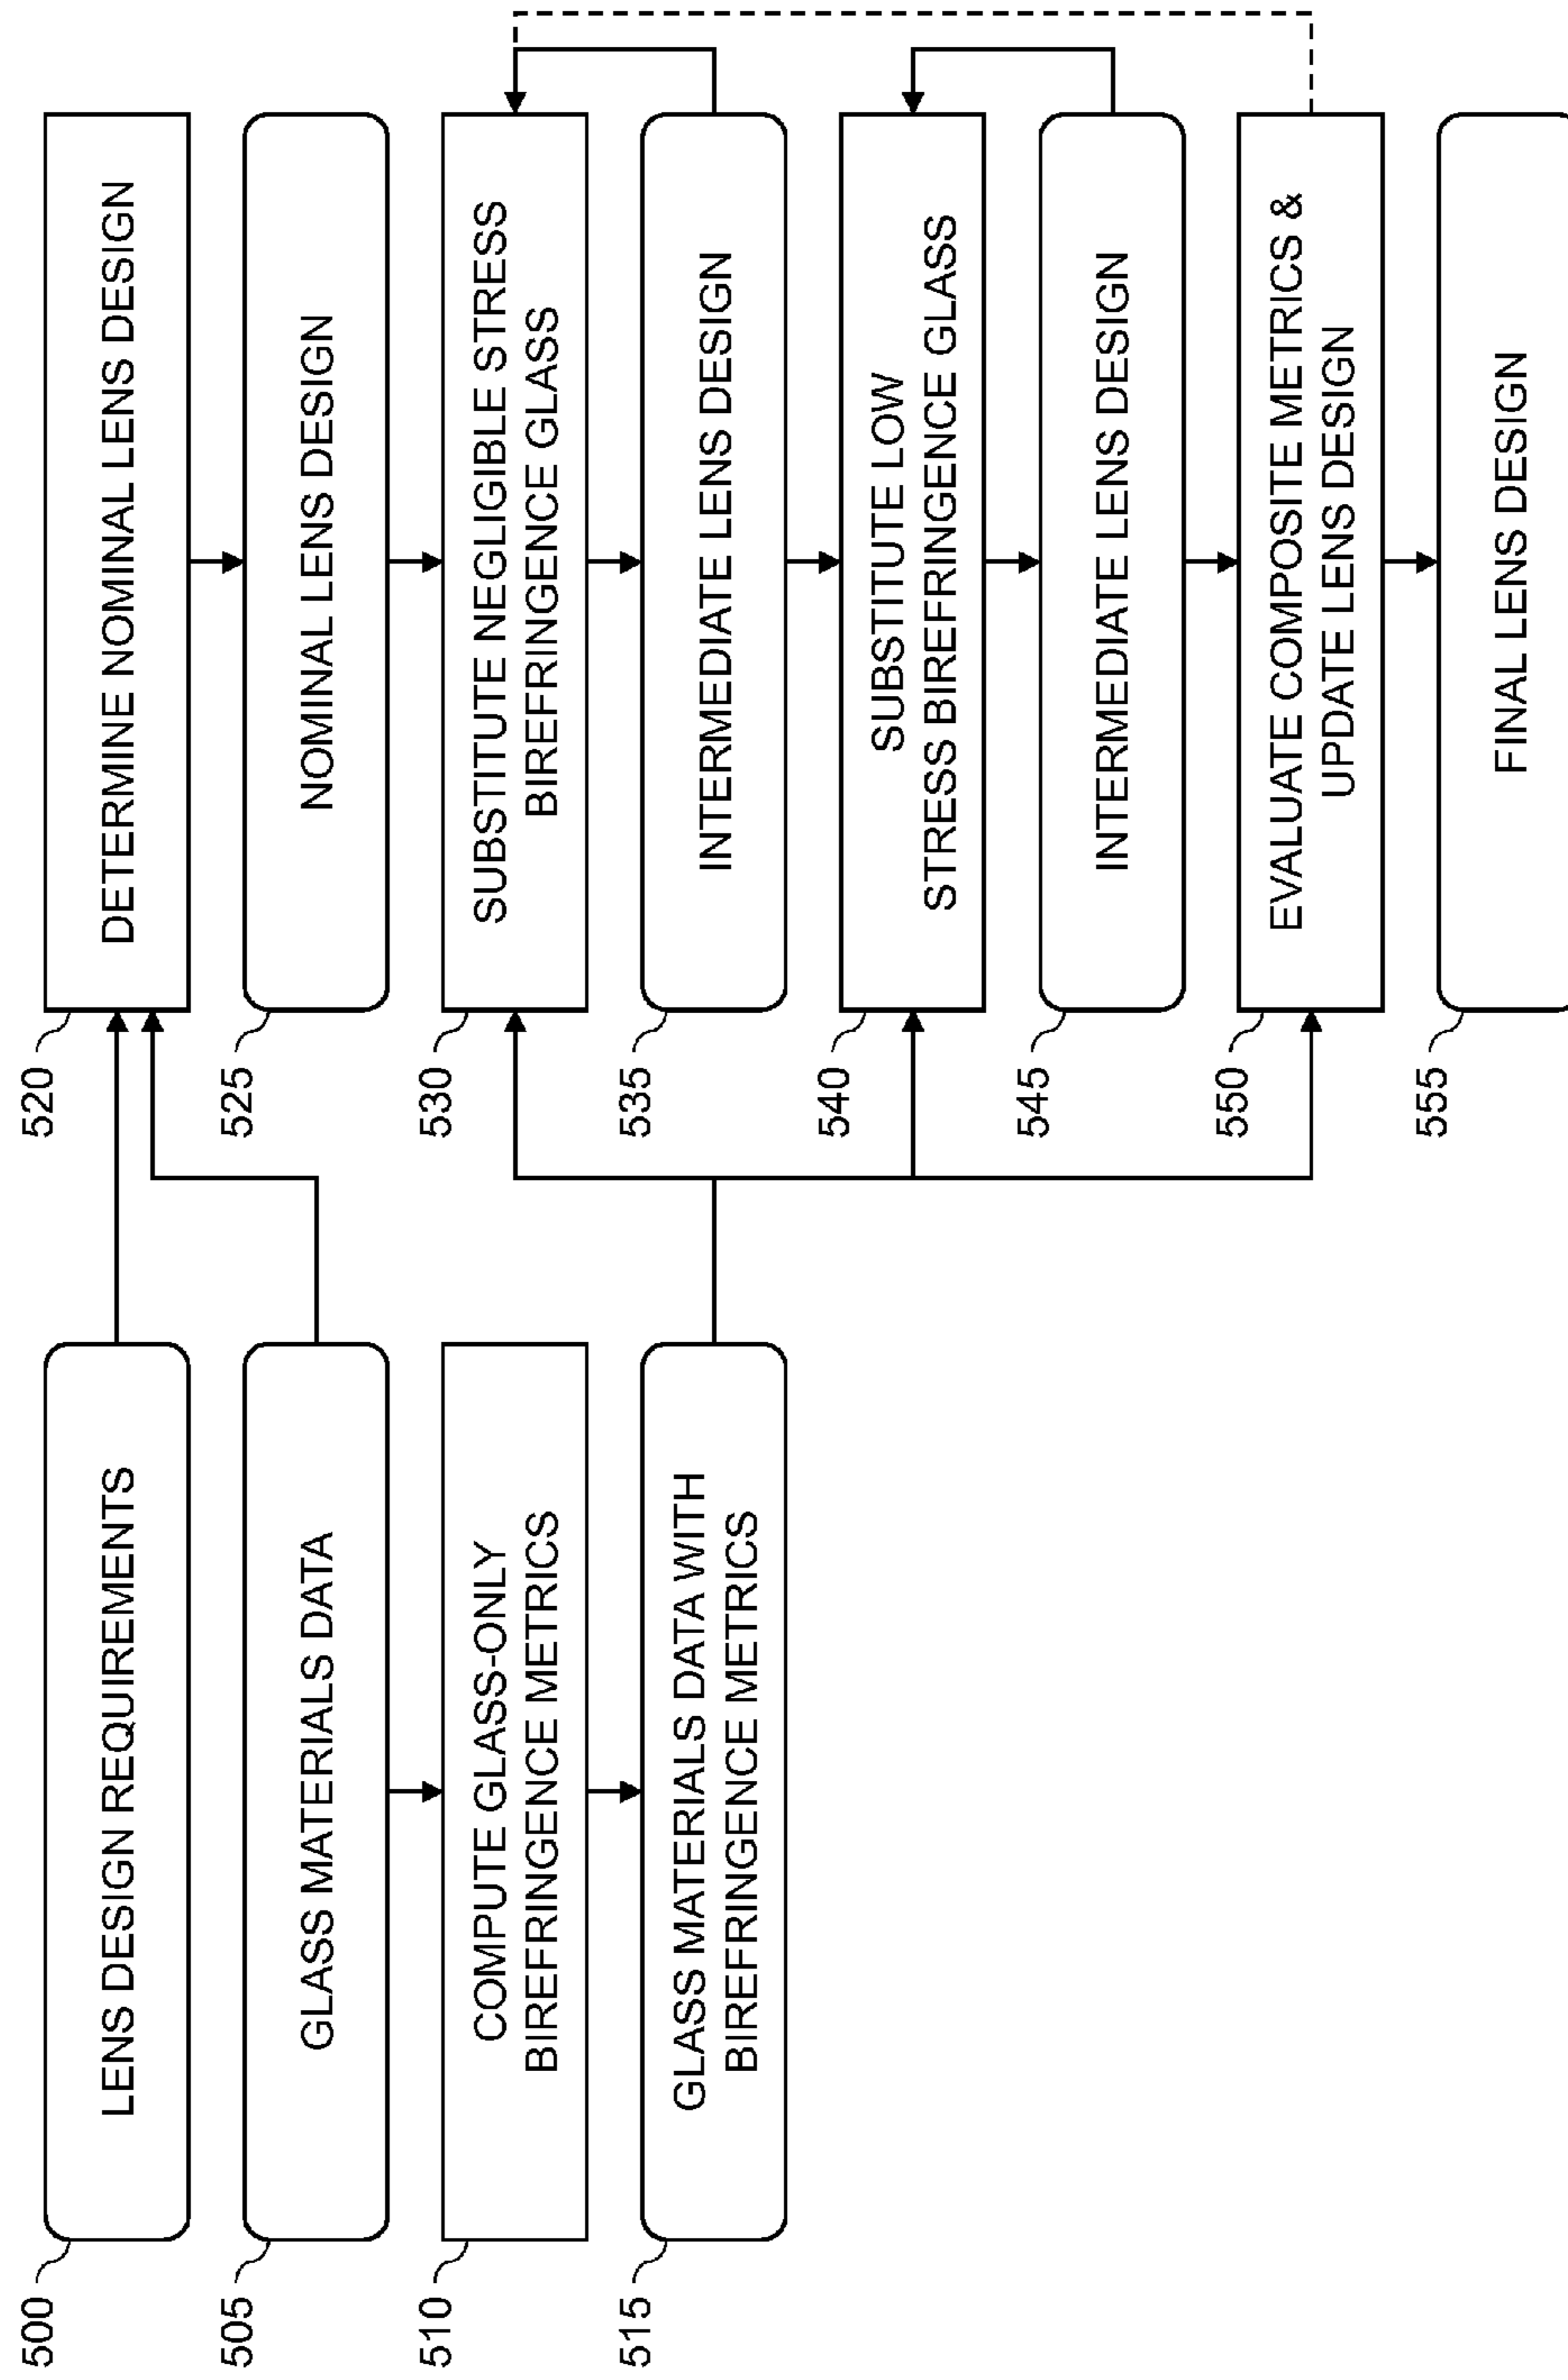 500
LENS DESIGN REQUIREMENTS
505
GLASS MATERIALS DATA
510
COMPUTE GLASS-ONLY
BIREFRINGENCE METRICS
515
GLASS MATERIALS DATA WITH
BIREFRINGENCE METRICS
520
DETERMINE NOMINAL LENS DESIGN
525
NOMINAL LENS DESIGN
530
SUBSTITUTE NEGLIGIBLE STRESS
BIREFRINGENCE GLASS
535
INTERMEDIATE LENS DESIGN
540
SUBSTITUTE LOW
STRESS BIREFRINGENCE GLASS
545
INTERMEDIATE LENS DESIGN
550
EVALUATE COMPOSITE METRICS &
UPDATE LENS DESIGN
555
FINAL LENS DESIGN